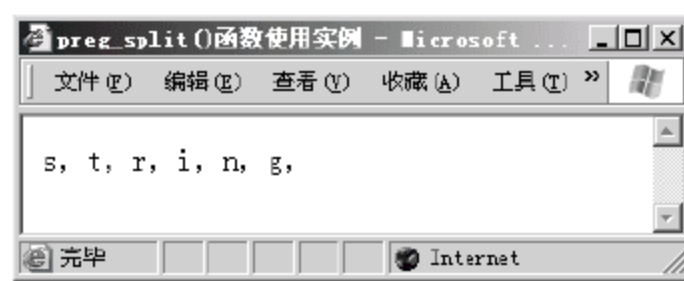 preg_split()函数使用实例 - Microsoft ...
文件(F) 编辑(E) 查看(V) 收藏(A) 工具(T) »
s, t, r, i, n, g,
完毕 Internet